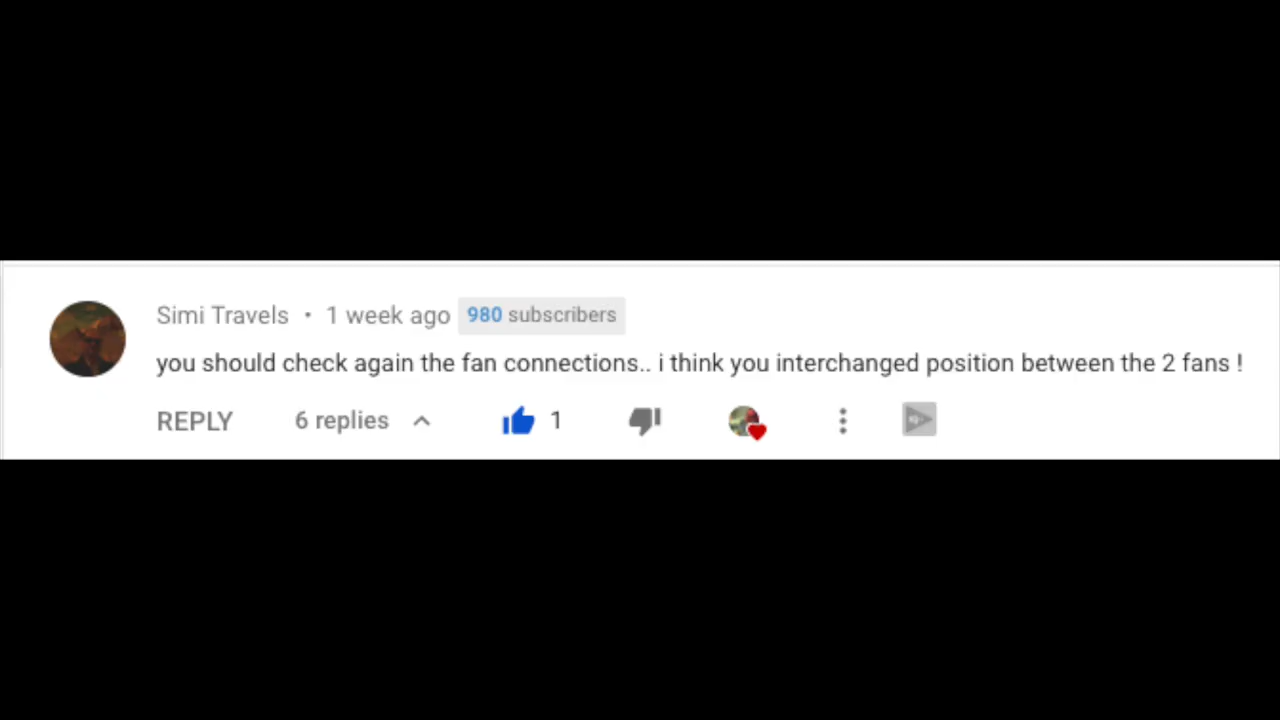 Simi Travels • 1 week ago 980 subscribers
you should check again the fan connections.. i think you interchanged position between the 2 fans !
REPLY 6 replies 1